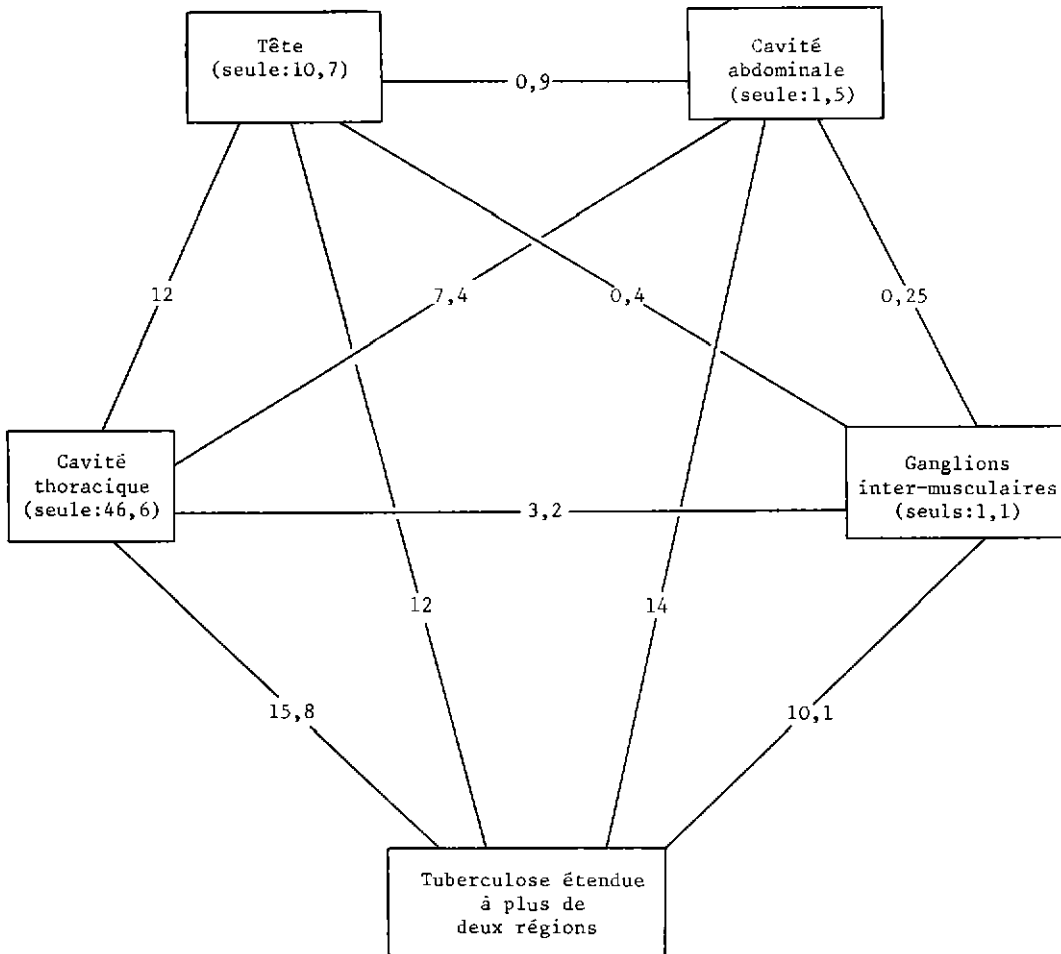 Tête
(seule:10,7)
Cavité
abdominale
(seule:1,5)
0,9
12
7,4
0,4
0,25
Cavité
thoracique
(seule:46,6)
Ganglions
inter-musculaires
(seuls:1,1)
3,2
12
14
15,8
10,1
Tuberculose étendue
à plus de
deux régions